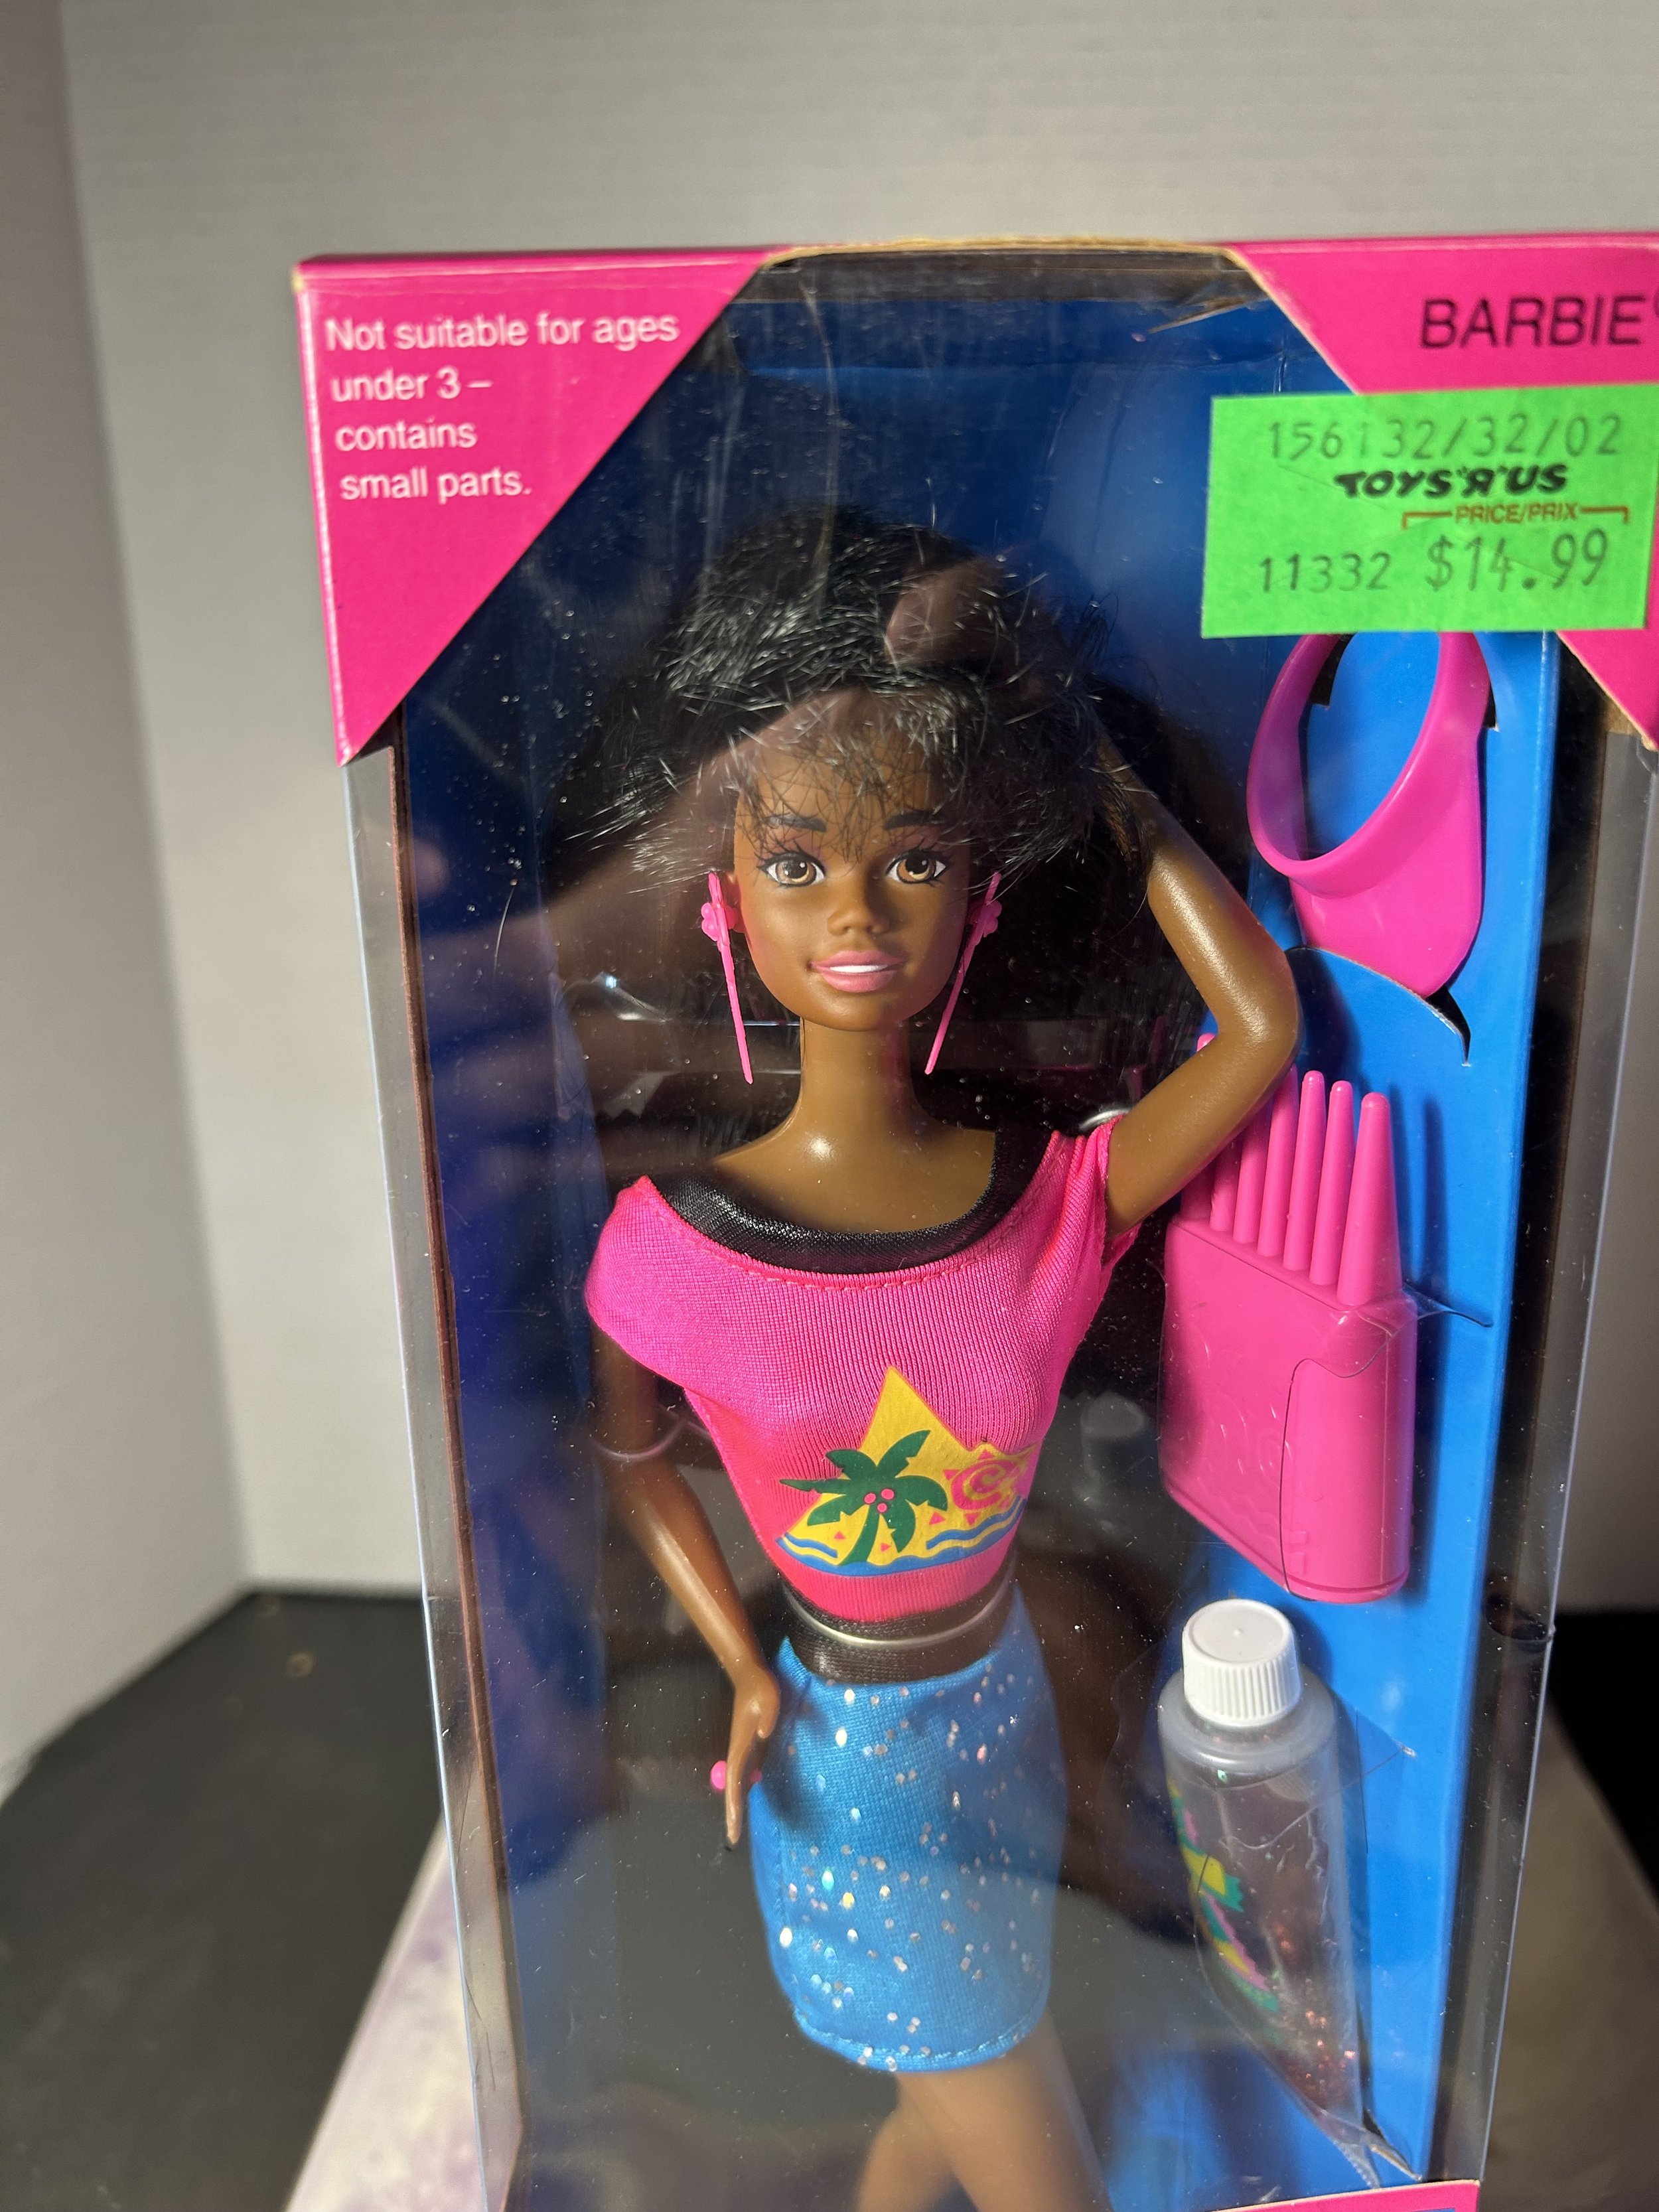 Not suitable for ages
under 3 –
contains
small parts.
BARBIE
156132/32/02
TOYS"R"US
PRICE/PRIX
11332 $14.99